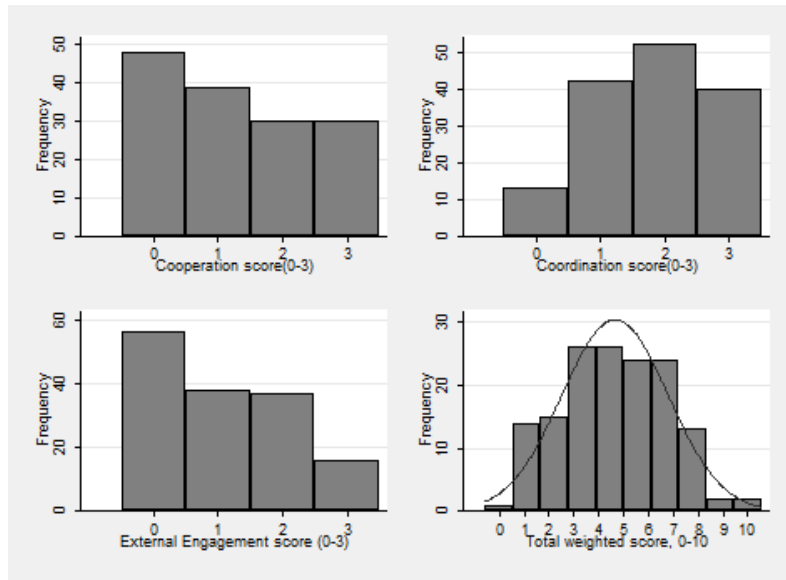 Frequency
0 10 20 30 40 50
0 1 2 3
Cooperation score(0-3)
Frequency
0 10 20 30 40 50
0 1 2 3
Coordination score(0-3)
Frequency
0 20 40 60
0 1 2 3
External Engagement score (0-3)
Frequency
0 10 20 30
0 1 2 3 4 5 6 7 8 9 10
Total weighted score, 0-10